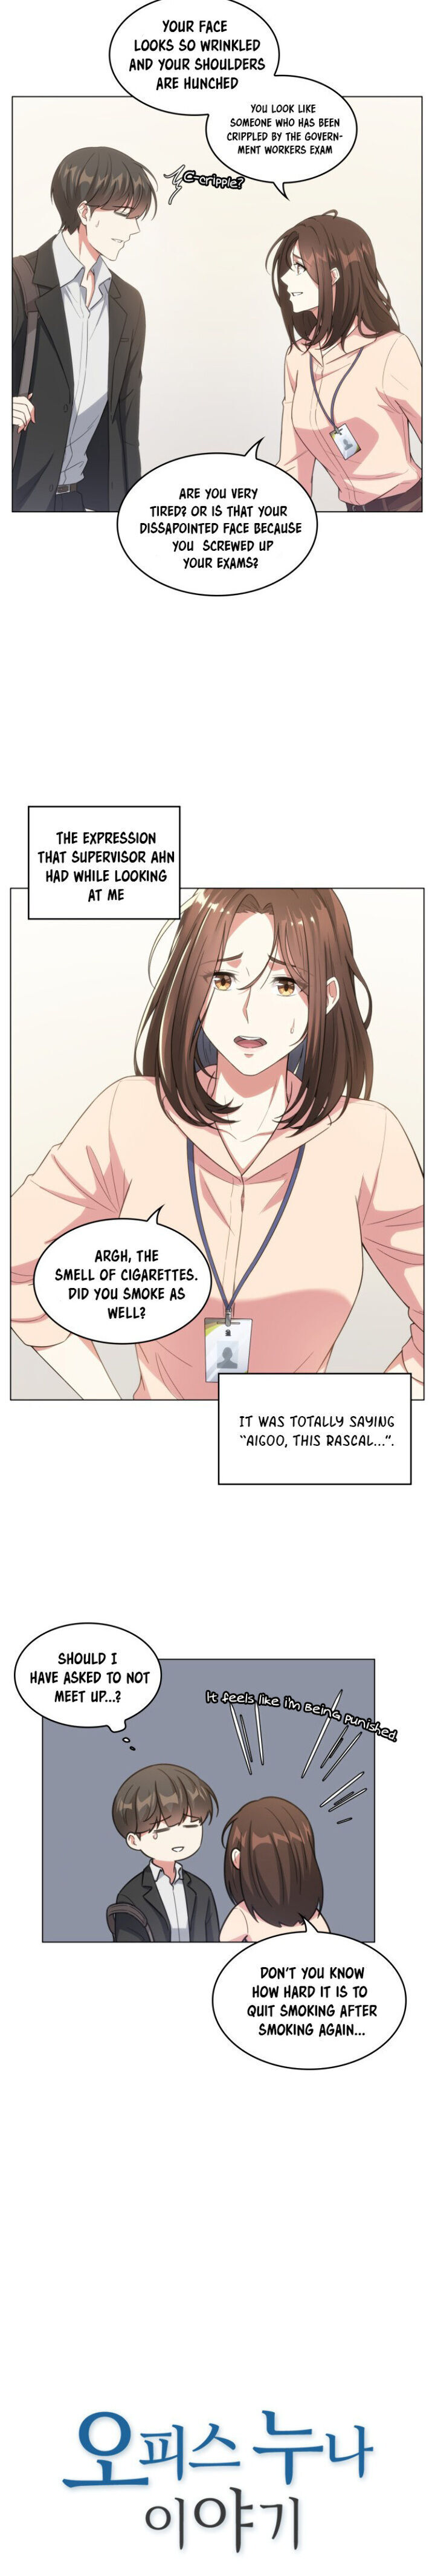 YOUR FACE
LOOKS SO WRINKLED
AND YOUR SHOULDERS
ARE HUNCHED
YOU LOOK LIKE
SOMEONE WHO HAS BEEN
CRIPPLED BY THE GOVERN-
MENT WORKERS EXAM
C-cripple?
ARE YOU VERY
TIRED? OR IS THAT YOUR
DISSAPOINTED FACE BECAUSE
YOU SCREWED UP
YOUR EXAMS?
THE EXPRESSION
THAT SUPERVISOR AHN
HAD WHILE LOOKING
AT ME
ARGH, THE
SMELL OF CIGARETTES.
DID YOU SMOKE AS
WELL?
IT WAS TOTALLY SAYING
“AIGOO, THIS RASCAL...”.
SHOULD I
HAVE ASKED TO NOT
MEET UP...?
It feels like i'm Being punished.
DON'T YOU KNOW
HOW HARD IT IS TO
QUIT SMOKING AFTER
SMOKING AGAIN...
오피스 누나
이야기